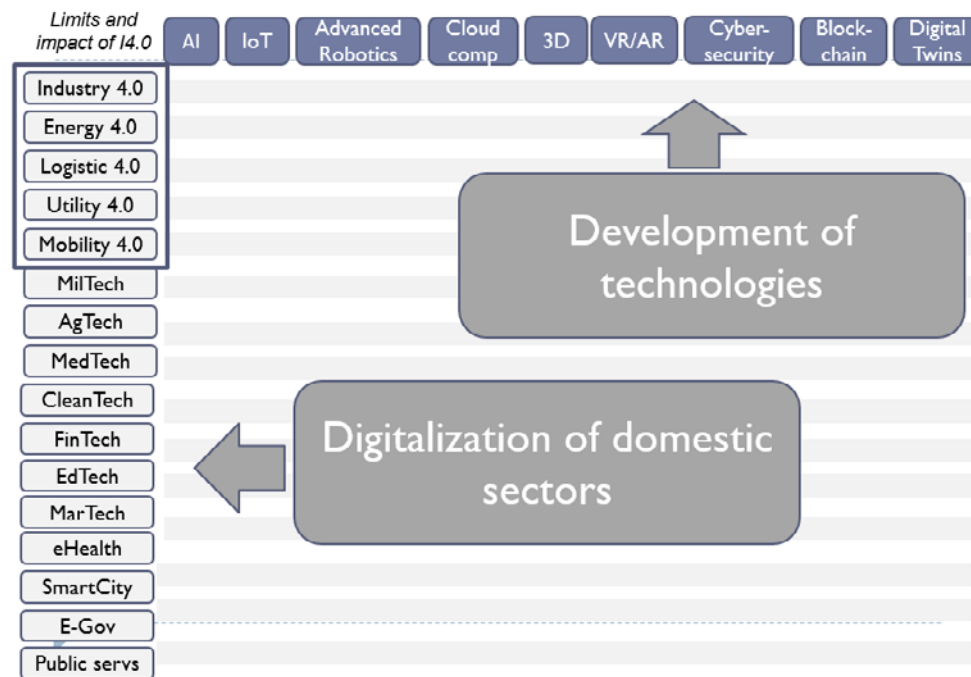 Limits and
impact of I4.0
AI
IoT
Advanced
Robotics
Cloud
comp
3D
VR/AR
Cyber-
security
Block-
chain
Digital
Twins
Industry 4.0
Energy 4.0
Logistic 4.0
Utility 4.0
Mobility 4.0
MilTech
AgTech
MedTech
CleanTech
FinTech
EdTech
MarTech
eHealth
SmartCity
E-Gov
Public servs
Development of
technologies
Digitalization of domestic
sectors